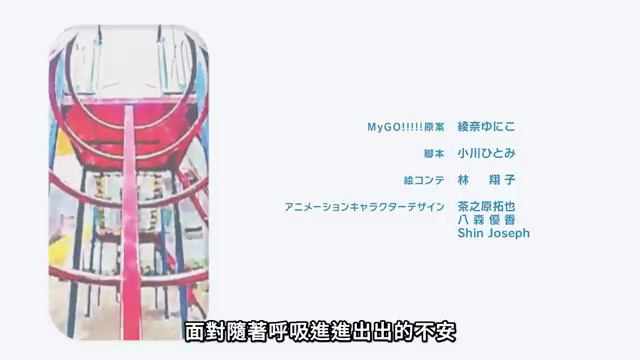 MyGO!!!!!原案 綾奈ゆにこ
脚本 小川ひとみ
絵コンテ 林 翔子
アニメーションキャラクターデザイン 茶之原拓也
八森優香
Shin Joseph
面對隨著呼吸進進出出的不安